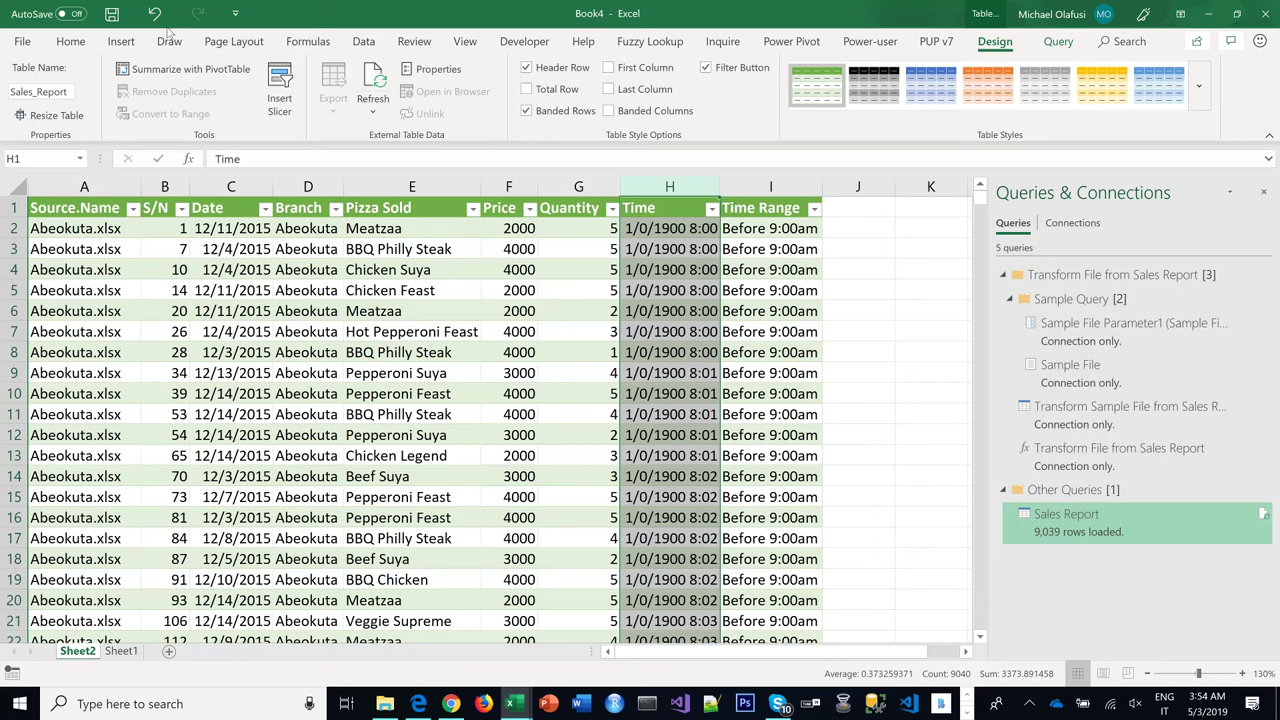 AutoSave Off Book4 - Excel Table... Michael Olafusi MO
File Home Insert Draw Page Layout Formulas Data Review View Developer Help Fuzzy Lookup Inquire Power Pivot Power-user PUP v7 Design Query Search
Table Name:
Sales_Report
Resize Table
Properties
Summarize with PivotTable
Remove Duplicates
Convert to Range
Tools
Insert
Slicer
Export
Refresh
Properties
Open in Browser
Unlink
External Table Data
Header Row First Column Filter Button
Total Row Last Column
Banded Rows Banded Columns
Table Style Options
Table Styles
H1 fx Time
A B C D E F G H I J K
1 Source.Name S/N Date Branch Pizza Sold Price Quantity Time Time Range
2 Abeokuta.xlsx 1 12/11/2015 Abeokuta Meatzaa 2000 5 1/0/1900 8:00 Before 9:00am
3 Abeokuta.xlsx 7 12/4/2015 Abeokuta BBQ Philly Steak 4000 5 1/0/1900 8:00 Before 9:00am
4 Abeokuta.xlsx 10 12/4/2015 Abeokuta Chicken Suya 4000 5 1/0/1900 8:00 Before 9:00am
5 Abeokuta.xlsx 14 12/11/2015 Abeokuta Chicken Feast 2000 5 1/0/1900 8:00 Before 9:00am
6 Abeokuta.xlsx 20 12/11/2015 Abeokuta Meatzaa 2000 2 1/0/1900 8:00 Before 9:00am
7 Abeokuta.xlsx 26 12/4/2015 Abeokuta Hot Pepperoni Feast 4000 3 1/0/1900 8:00 Before 9:00am
8 Abeokuta.xlsx 28 12/3/2015 Abeokuta BBQ Philly Steak 4000 1 1/0/1900 8:00 Before 9:00am
9 Abeokuta.xlsx 34 12/13/2015 Abeokuta Pepperoni Suya 3000 4 1/0/1900 8:01 Before 9:00am
10 Abeokuta.xlsx 39 12/14/2015 Abeokuta Pepperoni Feast 4000 5 1/0/1900 8:01 Before 9:00am
11 Abeokuta.xlsx 53 12/14/2015 Abeokuta BBQ Philly Steak 4000 4 1/0/1900 8:01 Before 9:00am
12 Abeokuta.xlsx 54 12/14/2015 Abeokuta Pepperoni Suya 3000 2 1/0/1900 8:01 Before 9:00am
13 Abeokuta.xlsx 65 12/14/2015 Abeokuta Chicken Legend 2000 3 1/0/1900 8:01 Before 9:00am
14 Abeokuta.xlsx 70 12/3/2015 Abeokuta Beef Suya 3000 3 1/0/1900 8:02 Before 9:00am
15 Abeokuta.xlsx 73 12/7/2015 Abeokuta Pepperoni Feast 4000 5 1/0/1900 8:02 Before 9:00am
16 Abeokuta.xlsx 81 12/3/2015 Abeokuta Pepperoni Feast 4000 5 1/0/1900 8:02 Before 9:00am
17 Abeokuta.xlsx 84 12/8/2015 Abeokuta BBQ Philly Steak 4000 4 1/0/1900 8:02 Before 9:00am
18 Abeokuta.xlsx 87 12/5/2015 Abeokuta Beef Suya 3000 2 1/0/1900 8:02 Before 9:00am
19 Abeokuta.xlsx 91 12/10/2015 Abeokuta BBQ Chicken 4000 5 1/0/1900 8:02 Before 9:00am
20 Abeokuta.xlsx 93 12/14/2015 Abeokuta Meatzaa 2000 5 1/0/1900 8:02 Before 9:00am
21 Abeokuta.xlsx 106 12/14/2015 Abeokuta Veggie Supreme 3000 5 1/0/1900 8:03 Before 9:00am
22 Abeokuta.xlsx 112 12/9/2015 Abeokuta Meatzaa 2000 4 1/0/1900 8:03 Before 9:00am
Queries & Connections
Queries Connections
5 queries
Transform File from Sales Report [3]
Sample Query [2]
Sample File Parameter1 (Sample Fi...
Connection only.
Sample File
Connection only.
Transform Sample File from Sales R...
Connection only.
fx Transform File from Sales Report
Connection only.
Other Queries [1]
Sales Report
9,039 rows loaded.
Sheet2 Sheet1
Average: 0.373259371 Count: 9040 Sum: 3373.891458 130%
Type here to search
ENG 3:54 AM
IT 5/3/2019